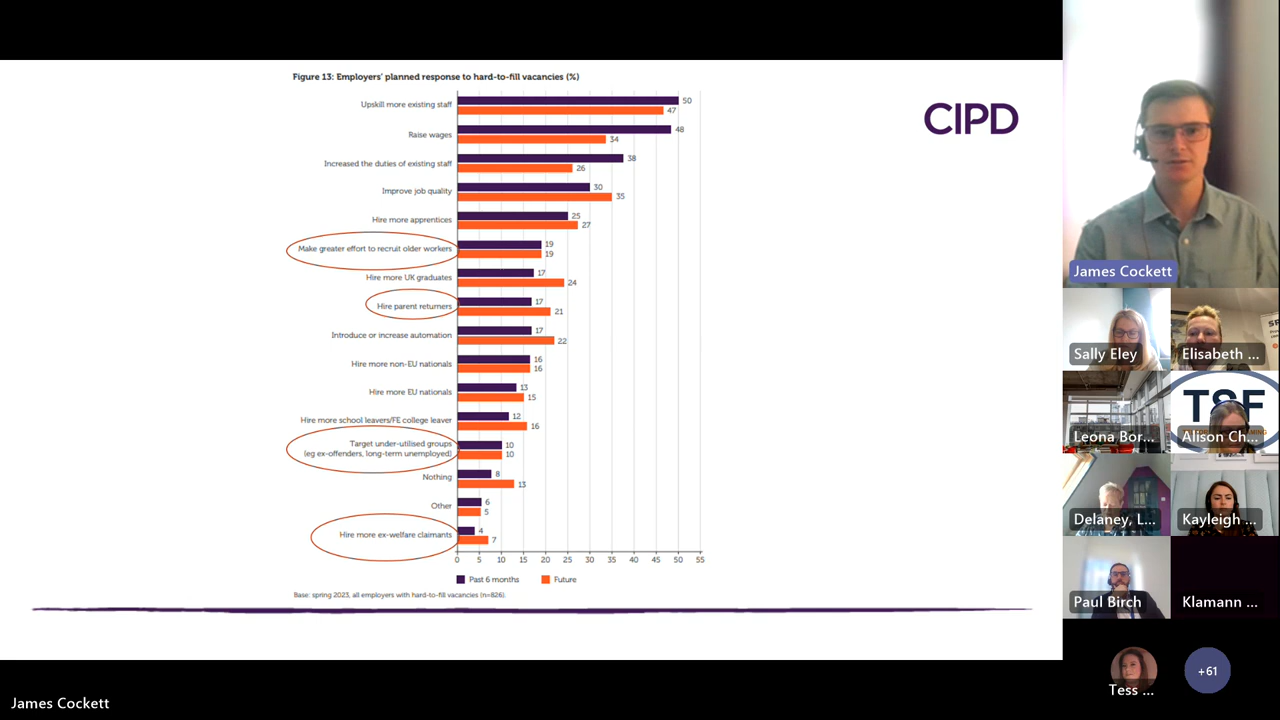 Figure 13: Employers' planned response to hard-to-fill vacancies (%)
CIPD
Upskill more existing staff
50
47
Raise wages
48
34
Increased the duties of existing staff
38
26
Improve job quality
30
35
Hire more apprentices
25
27
Make greater effort to recruit older workers
19
19
Hire more UK graduates
17
24
Hire parent returners
17
21
Introduce or increase automation
17
22
Hire more non-EU nationals
16
16
Hire more EU nationals
13
15
Hire more school leavers/FE college leaver
12
16
Target under-utilised groups
(eg ex-offenders, long-term unemployed)
10
10
Nothing
8
13
Other
6
5
Hire more ex-welfare claimants
4
7
0 5 10 15 20 25 30 35 40 45 50 55
Past 6 months Future
Base: spring 2023, all employers with hard-to-fill vacancies (n=826).
James Cockett
Sally Eley
Elisabeth ...
Leona Bor...
TSF
Alison Ch...
Delaney, L...
Kayleigh ...
Paul Birch
Klamann ...
Tess ...
+61
James Cockett